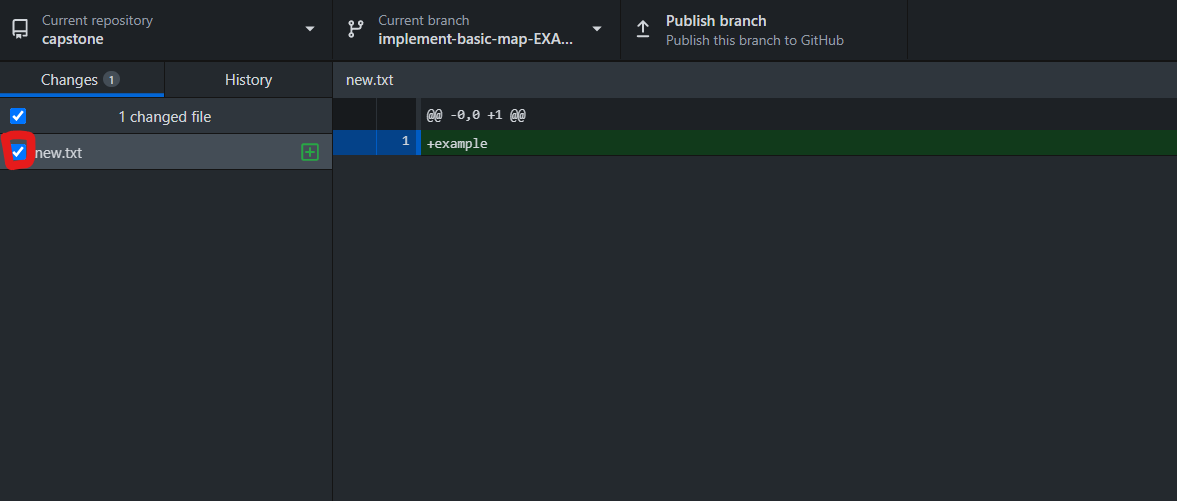 Current repository
capstone
Current branch
implement-basic-map-EXA...
Publish branch
Publish this branch to GitHub
Changes 1
History
1 changed file
new.txt
new.txt
@@ -0,0 +1 @@
1 +example